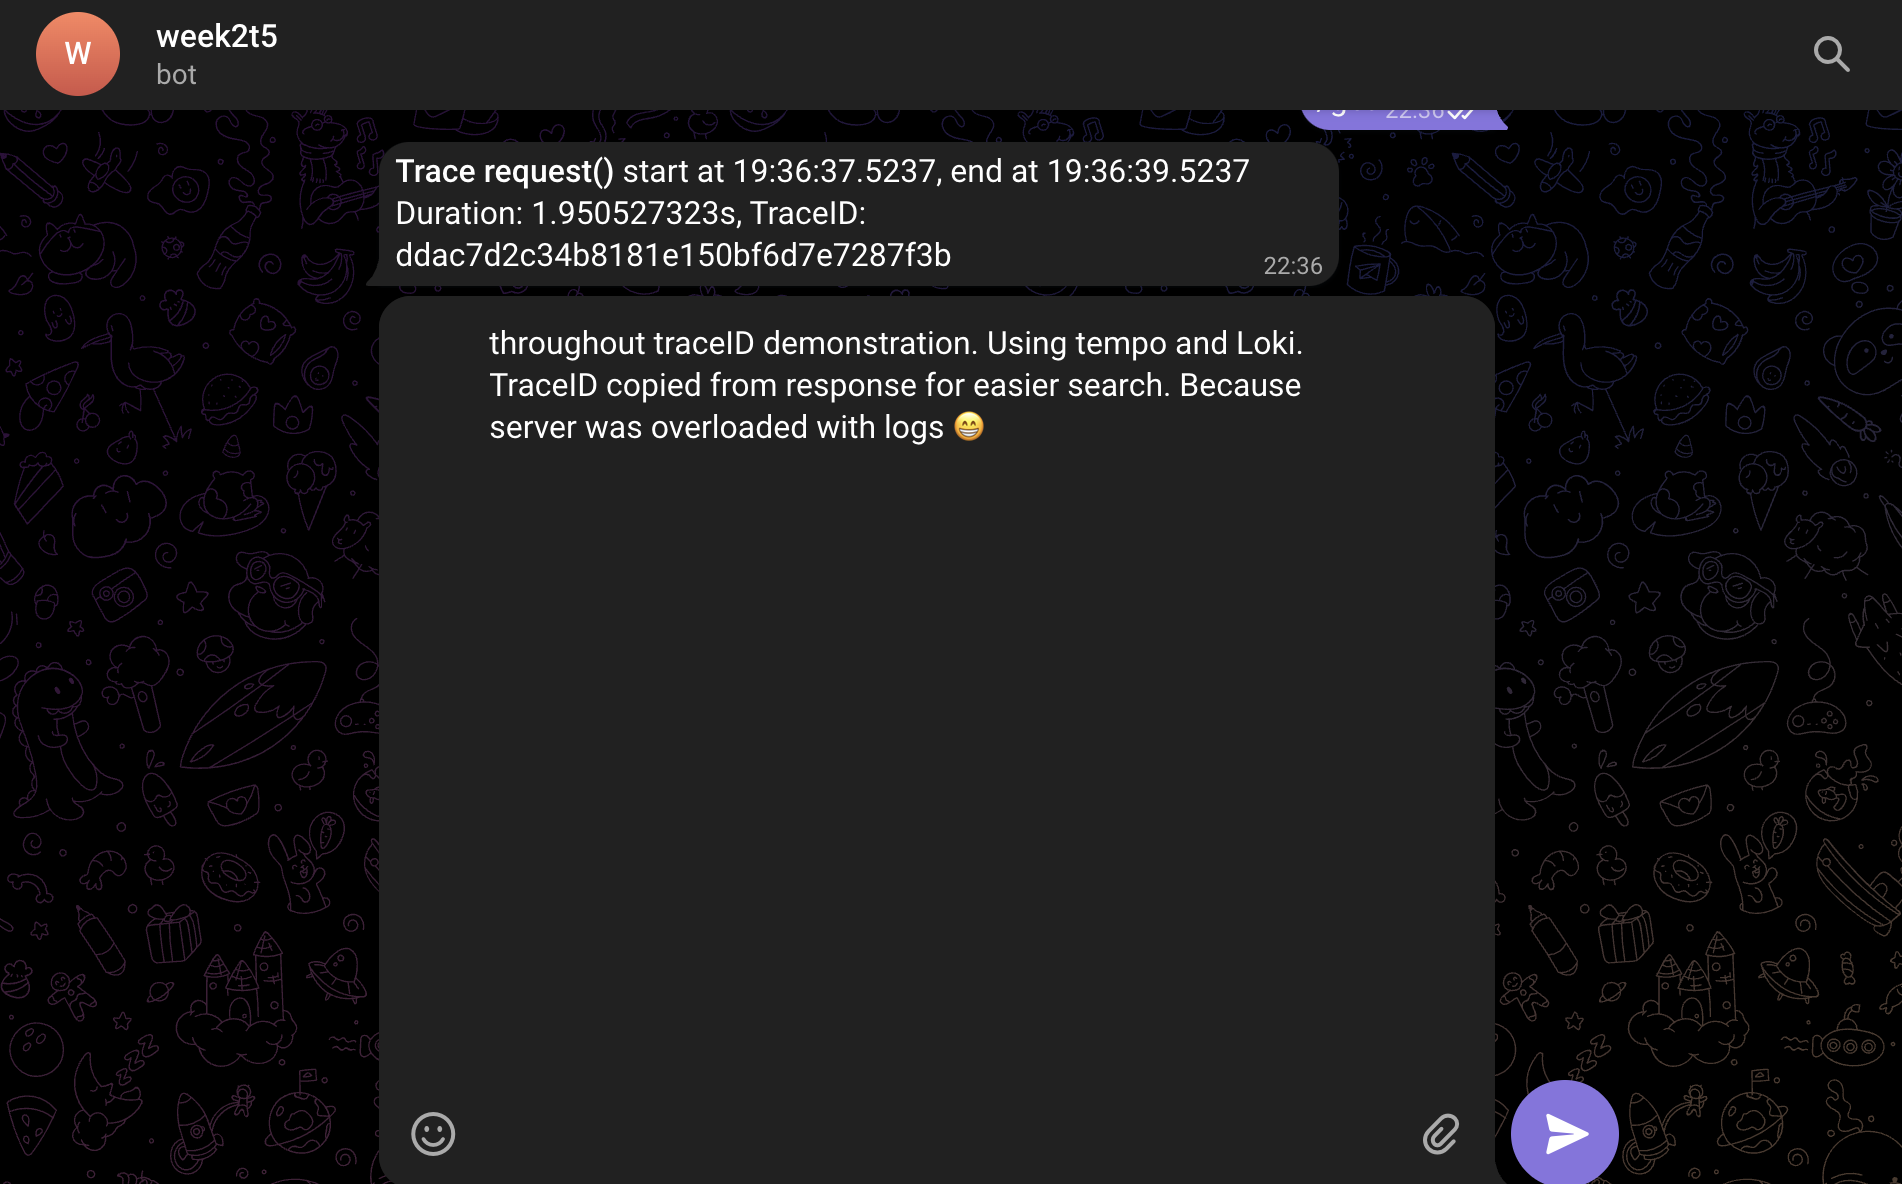 W
week2t5
bot
22:36
Trace request() start at 19:36:37.5237, end at 19:36:39.5237
Duration: 1.950527323s, TraceID:
ddac7d2c34b8181e150bf6d7e7287f3b
22:36
throughout traceID demonstration. Using tempo and Loki.
TraceID copied from response for easier search. Because
server was overloaded with logs 😁